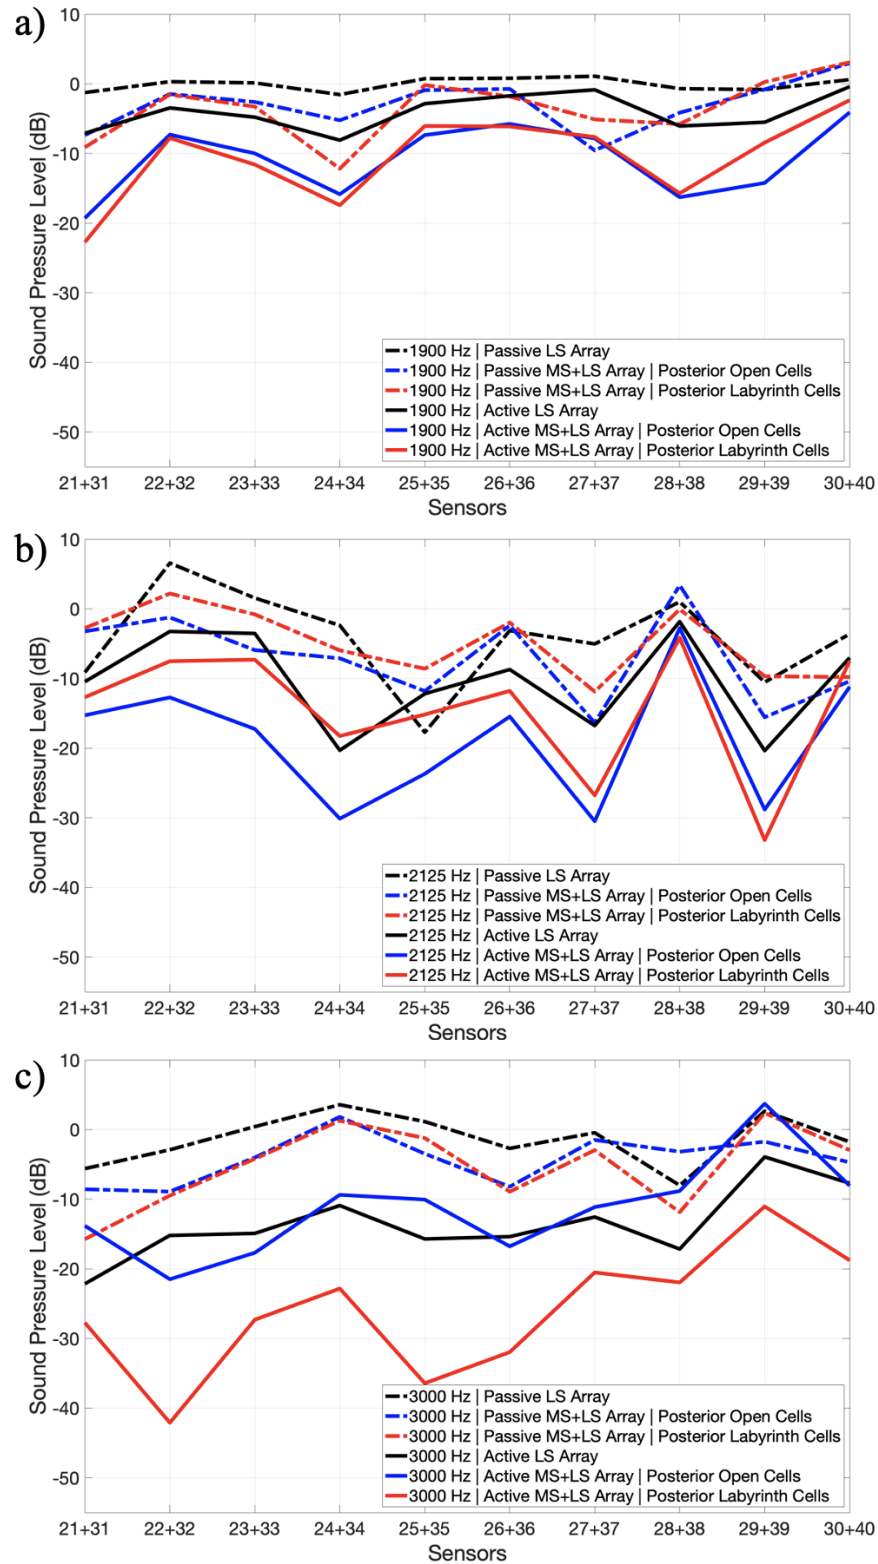 a)
10
0
-10
-20
-30
-40
-50
Sound Pressure Level (dB)
1900 Hz | Passive LS Array
1900 Hz | Passive MS+LS Array | Posterior Open Cells
1900 Hz | Passive MS+LS Array | Posterior Labyrinth Cells
1900 Hz | Active LS Array
1900 Hz | Active MS+LS Array | Posterior Open Cells
1900 Hz | Active MS+LS Array | Posterior Labyrinth Cells
21+31 22+32 23+33 24+34 25+35 26+36 27+37 28+38 29+39 30+40
Sensors
b)
10
0
-10
-20
-30
-40
-50
Sound Pressure Level (dB)
2125 Hz | Passive LS Array
2125 Hz | Passive MS+LS Array | Posterior Open Cells
2125 Hz | Passive MS+LS Array | Posterior Labyrinth Cells
2125 Hz | Active LS Array
2125 Hz | Active MS+LS Array | Posterior Open Cells
2125 Hz | Active MS+LS Array | Posterior Labyrinth Cells
21+31 22+32 23+33 24+34 25+35 26+36 27+37 28+38 29+39 30+40
Sensors
c)
10
0
-10
-20
-30
-40
-50
Sound Pressure Level (dB)
3000 Hz | Passive LS Array
3000 Hz | Passive MS+LS Array | Posterior Open Cells
3000 Hz | Passive MS+LS Array | Posterior Labyrinth Cells
3000 Hz | Active LS Array
3000 Hz | Active MS+LS Array | Posterior Open Cells
3000 Hz | Active MS+LS Array | Posterior Labyrinth Cells
21+31 22+32 23+33 24+34 25+35 26+36 27+37 28+38 29+39 30+40
Sensors